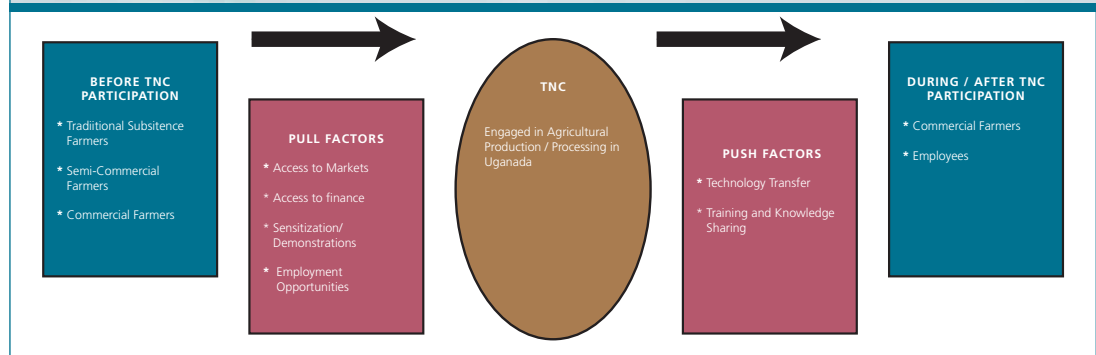 BEFORE TNC
PARTICIPATION
* Tradiitional Subsitence
Farmers
* Semi-Commercial
Farmers
* Commercial Farmers
PULL FACTORS
* Access to Markets
* Access to finance
* Sensitization/
Demonstrations
* Employment
Opportunities
TNC
Engaged in Agricultural
Production / Processing in
Uganada
PUSH FACTORS
* Technology Transfer
* Training and Knowledge
Sharing
DURING / AFTER TNC
PARTICIPATION
* Commercial Farmers
* Employees